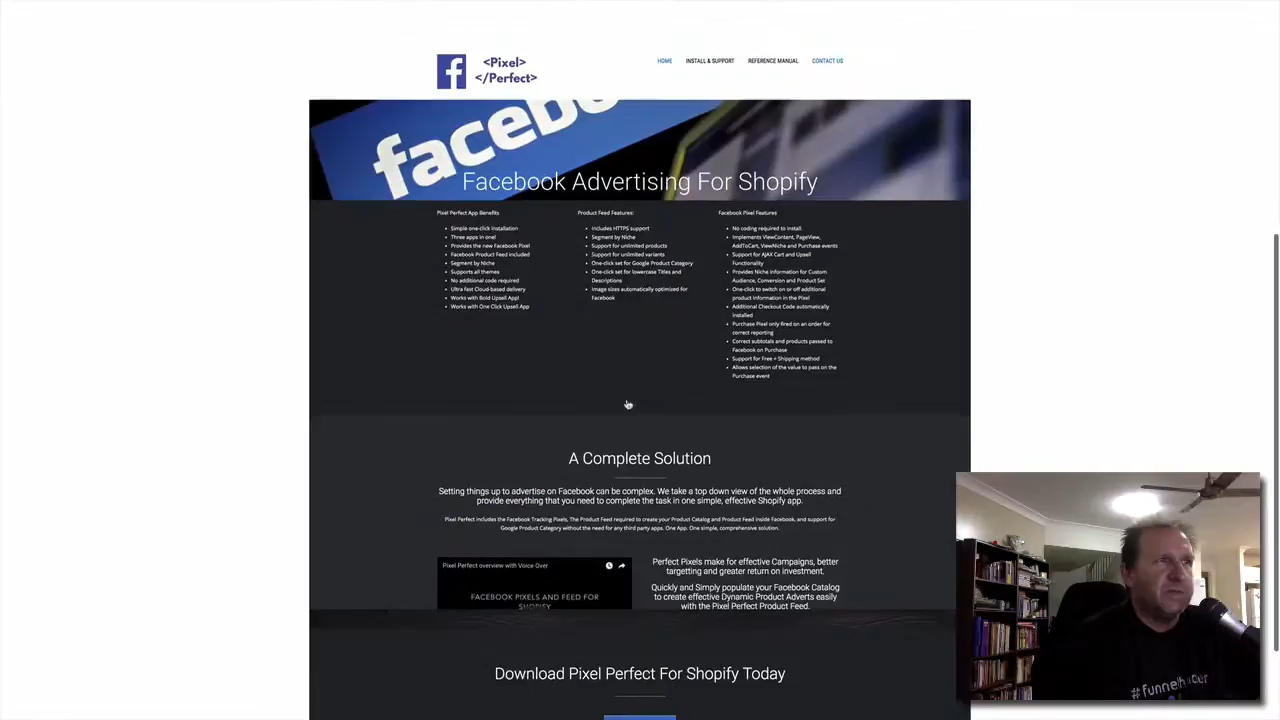 <Pixel>
</Perfect>
HOME INSTALL & SUPPORT REFERENCE MANUAL CONTACT US
facebo
Facebook Advertising For Shopify
Pixel Perfect App Benefits
Simple one-click installation
Three apps in one!
Provides the new Facebook Pixel
Facebook Product Feed included
Segment by Niche
Supports all themes
No additional code required
Ultra fast Cloud-based delivery
Works with Bold Upsell App!
Works with One Click Upsell App
Product Feed Features:
Includes HTTPS support
Segment by Niche
Support for unlimited products
Support for unlimited variants
One-click set for Google Product Category
One-click set for lowercase Titles and
Descriptions
Image sizes automatically optimized for
Facebook
Facebook Pixel Features
No coding required to install
Implements ViewContent, PageView,
AddToCart, ViewNiche and Purchase events
Support for AJAX Cart and Upsell
Functionality
Provides Niche Information for Custom
Audience, Conversion and Product Set
One-click to switch on or off additional
product information in the Pixel
Additional Checkout Code automatically
installed
Purchase Pixel only fired on an order for
correct reporting
Correct subtotals and products passed to
Facebook on Purchase
Support for Free + Shipping method
Allows selection of the value to pass on the
Purchase event
A Complete Solution
Setting things up to advertise on Facebook can be complex. We take a top down view of the whole process and
provide everything that you need to complete the task in one simple, effective Shopify app.
Pixel Perfect includes the Facebook Tracking Pixels, The Product Feed required to create your Product Catalog and Product Feed inside Facebook, and support for
Google Product Category without the need for any third party apps. One App. One simple, comprehensive solution.
Pixel Perfect overview with Voice Over
FACEBOOK PIXELS AND FEED FOR
SHOPIFY
Perfect Pixels make for effective Campaigns, better
targetting and greater return on investment.
Quickly and Simply populate your Facebook Catalog
to create effective Dynamic Product Adverts easily
with the Pixel Perfect Product Feed.
Download Pixel Perfect For Shopify Today